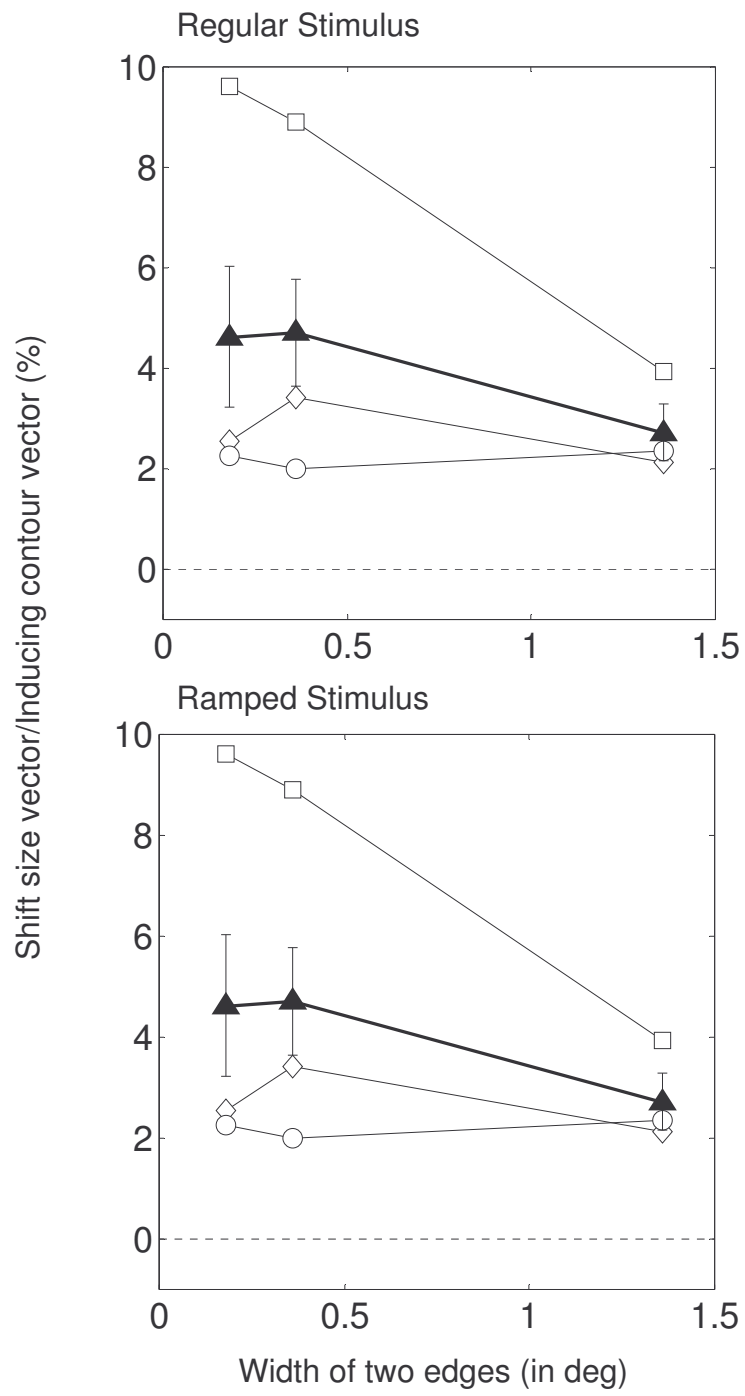 Regular Stimulus
10
8
6
4
2
0
0 0.5 1 1.5
Shift size vector/Inducing contour vector (%)
Ramped Stimulus
10
8
6
4
2
0
0 0.5 1 1.5
Width of two edges (in deg)